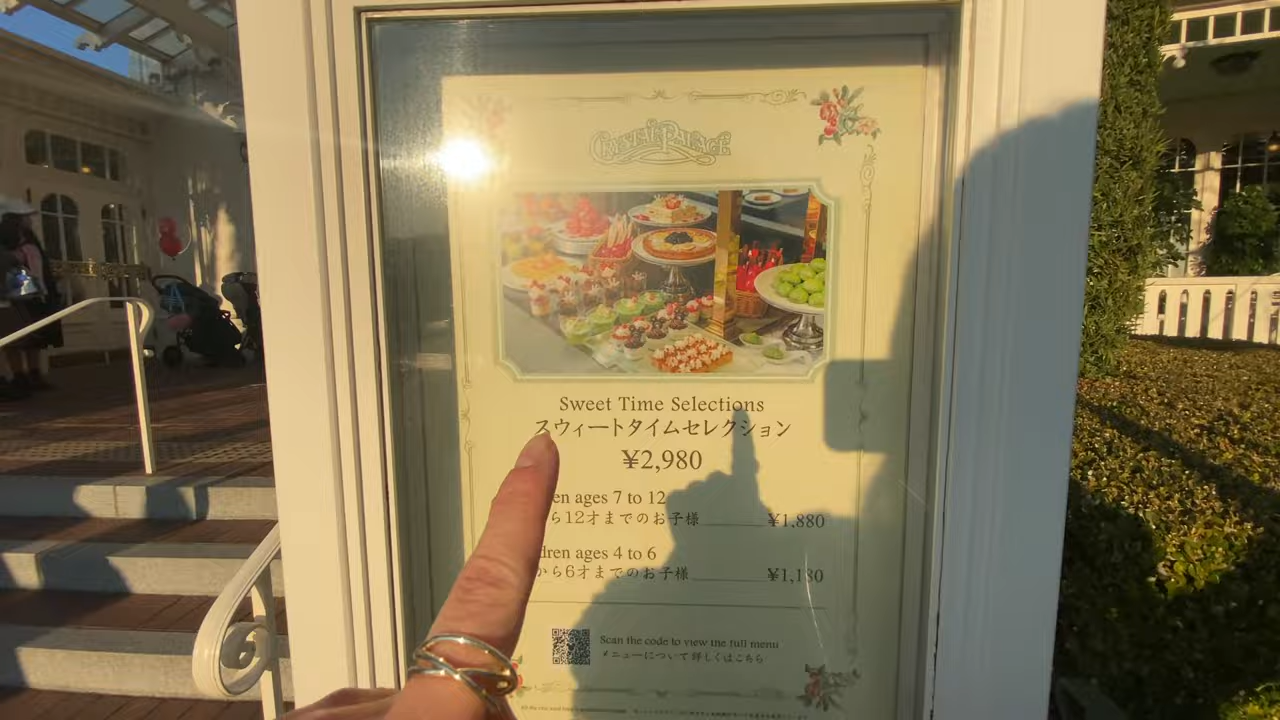 CRYSTAL PALACE
Sweet Time Selections
スウィートタイムセレクション
¥2,980
en ages 7 to 12
ら12才までのお子様 ¥1,880
dren ages 4 to 6
から6才までのお子様 ¥1,180
Scan the code to view the full menu
メニューについて詳しくはこちら